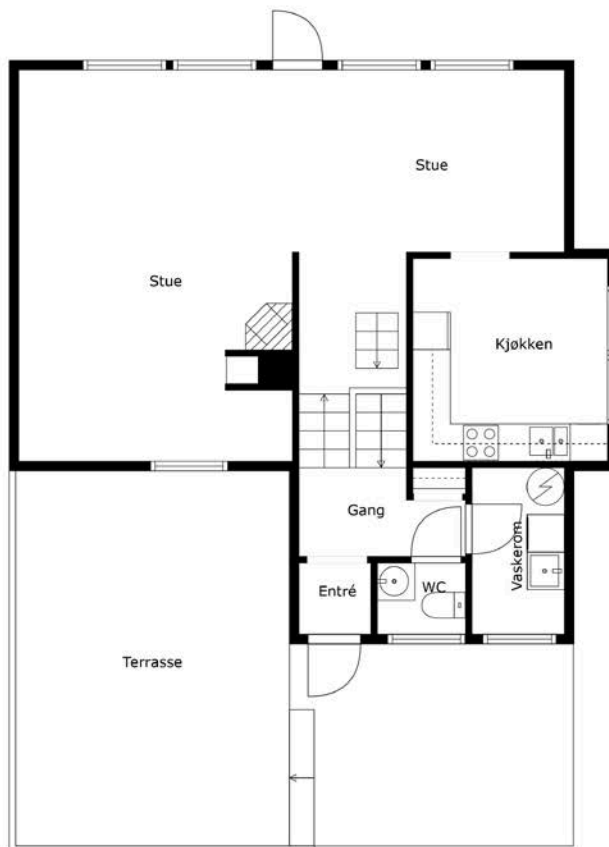 Stue
Stue
Kjøkken
Gang
Vaskerom
Entré
WC
Terrasse